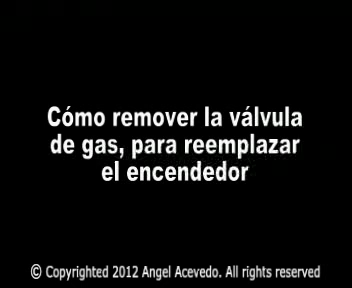 Cómo remover la válvula
de gas, para reemplazar
el encendedor
© Copyrighted 2012 Angel Acevedo. All rights reserved